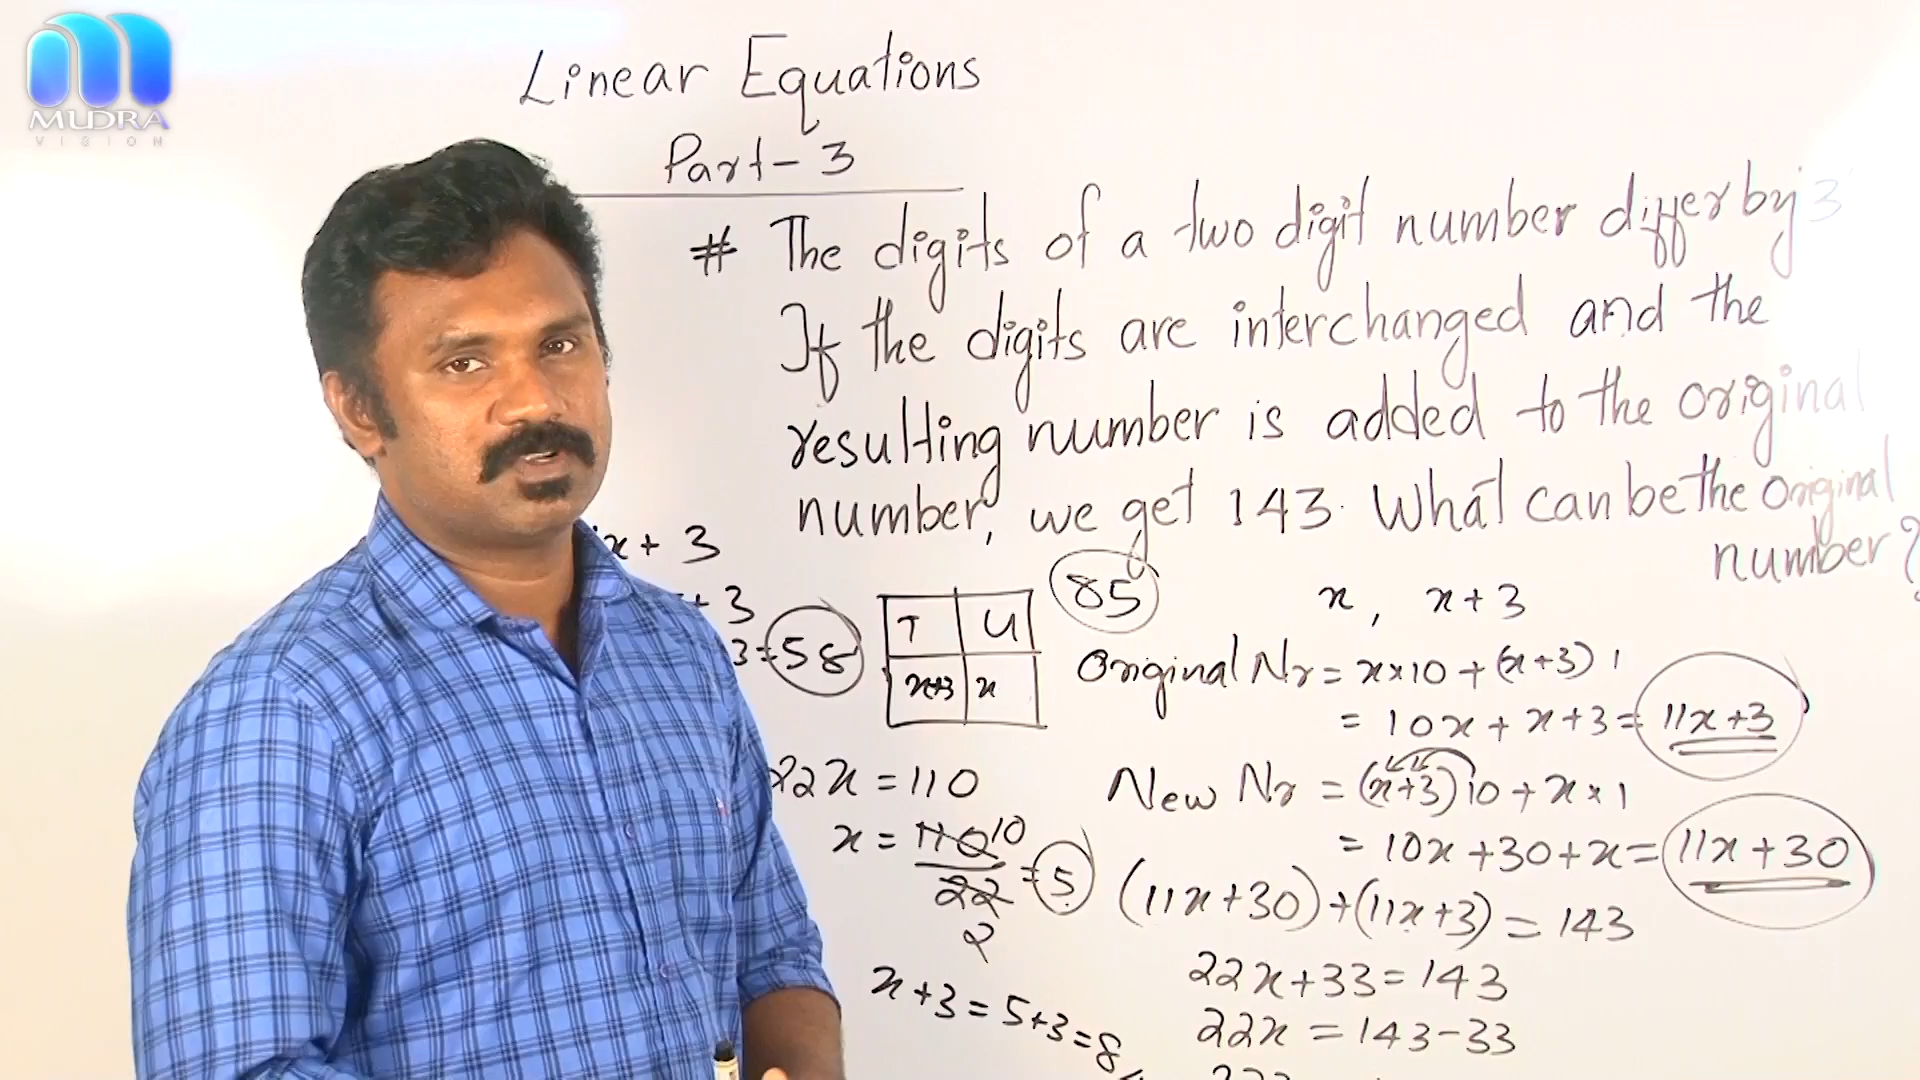 MUDRA
VISION
Linear Equations
Part - 3
# The digits of a two digit number differ by 3
If the digits are interchanged and the
resulting number is added to the original
number, we get 143. What can be the original
number?
x + 3
+ 3
3 = 58
T U
x+3 x
85
x, x+3
Original Nr = x×10 + (x+3) 1
= 10x + x+3 = 11x+3
New Nr = (x+3)10 + x×1
= 10x+30+x = 11x+30
(11x+30)+(11x+3) = 143
22x+33 = 143
22x = 143-33
22x = 110
x = 110/22 = 5
10
2
x+3 = 5+3 = 8